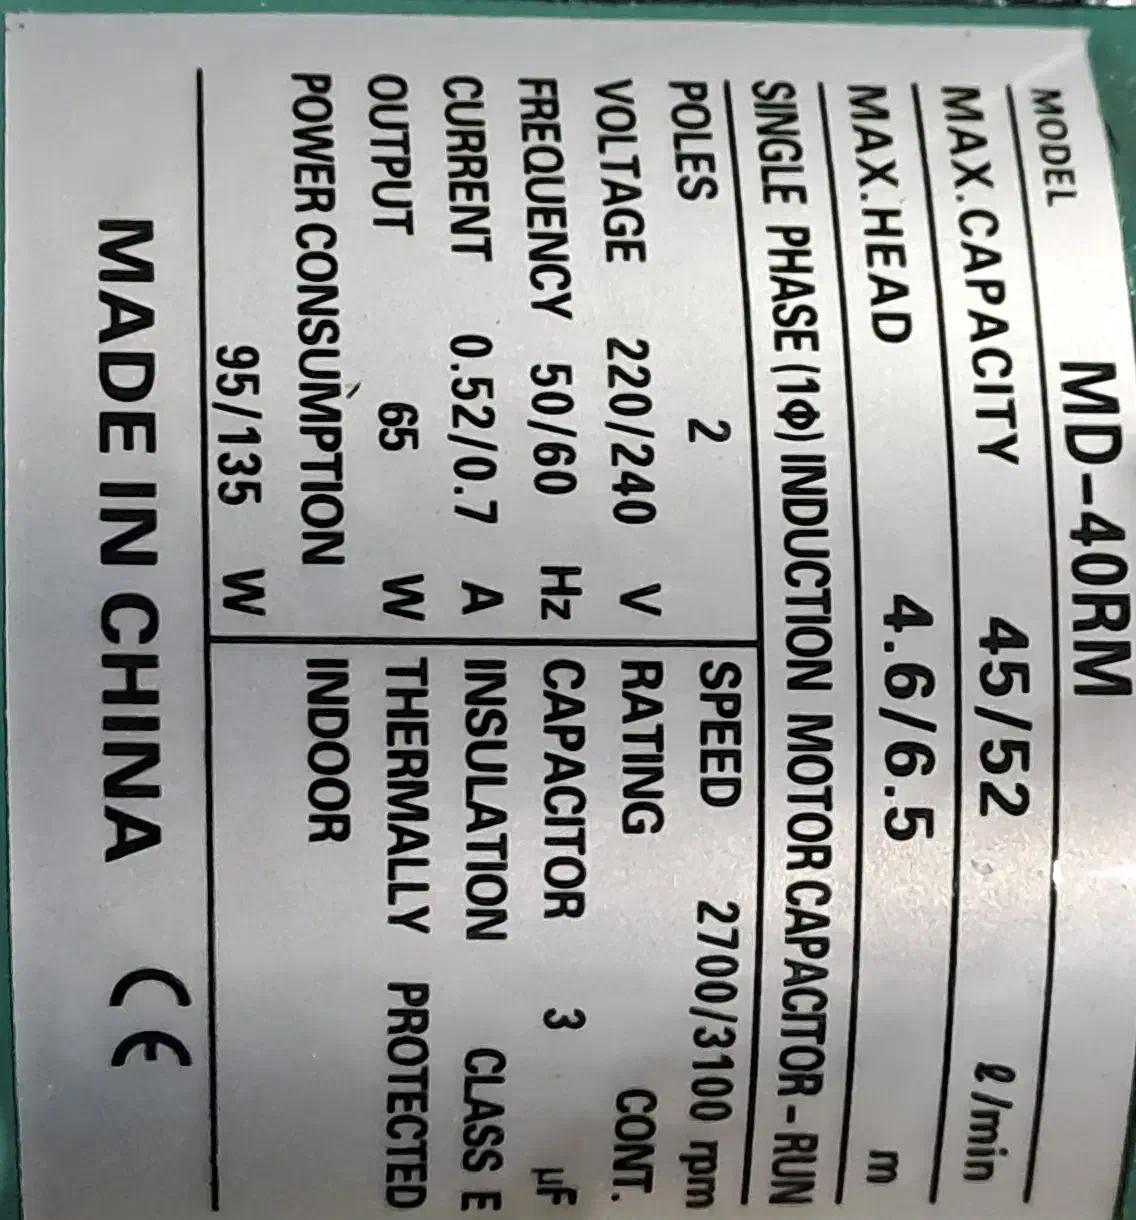 MODEL MD-40RM
MAX.CAPACITY 45/52 ℓ/min
MAX.HEAD 4.6/6.5 m
SINGLE PHASE (1Φ) INDUCTION MOTOR CAPACITOR-RUN
POLES 2 SPEED 2700/3100 rpm
VOLTAGE 220/240 V RATING CONT.
FREQUENCY 50/60 Hz CAPACITOR 3 μF
CURRENT 0.52/0.7 A INSULATION CLASS E
OUTPUT 65 W THERMALLY PROTECTED
POWER CONSUMPTION INDOOR
95/135 W
MADE IN CHINA CE